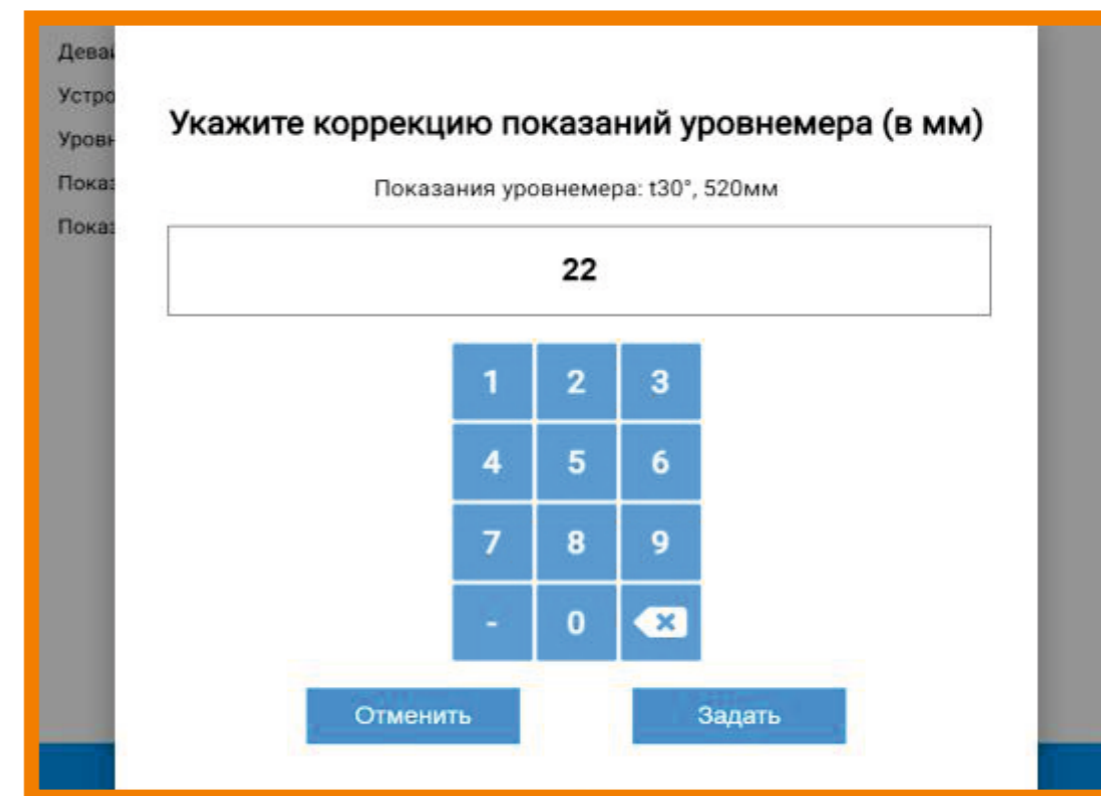 Укажите коррекцию показаний уровнемера (в мм)
Показания уровнемера: t30°, 520мм
22
1 2 3
4 5 6
7 8 9
- 0
Отменить Задать